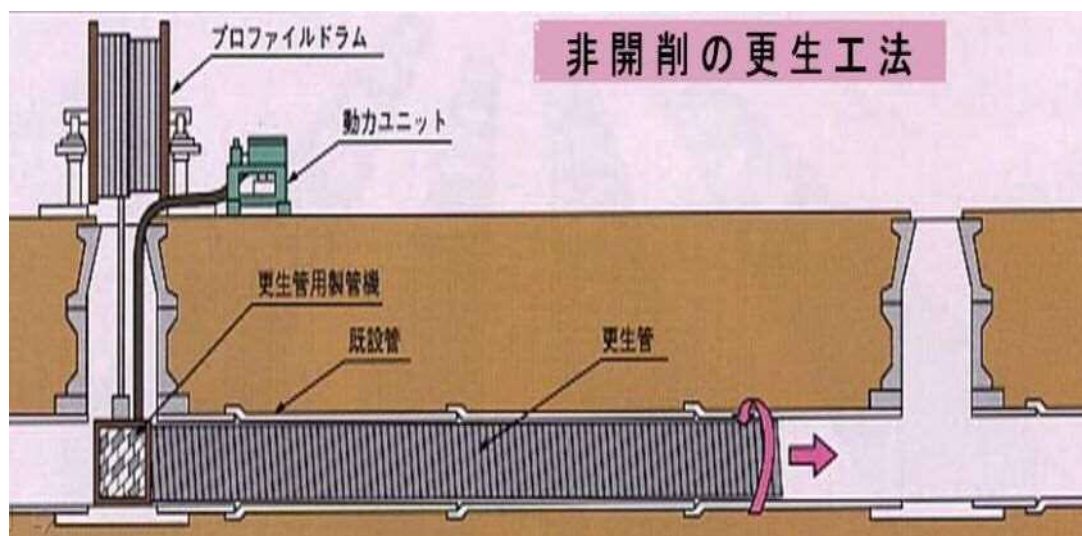 プロファイルドラム
非開削の更生工法
動力ユニット
更生管用製管機
既設管
更生管